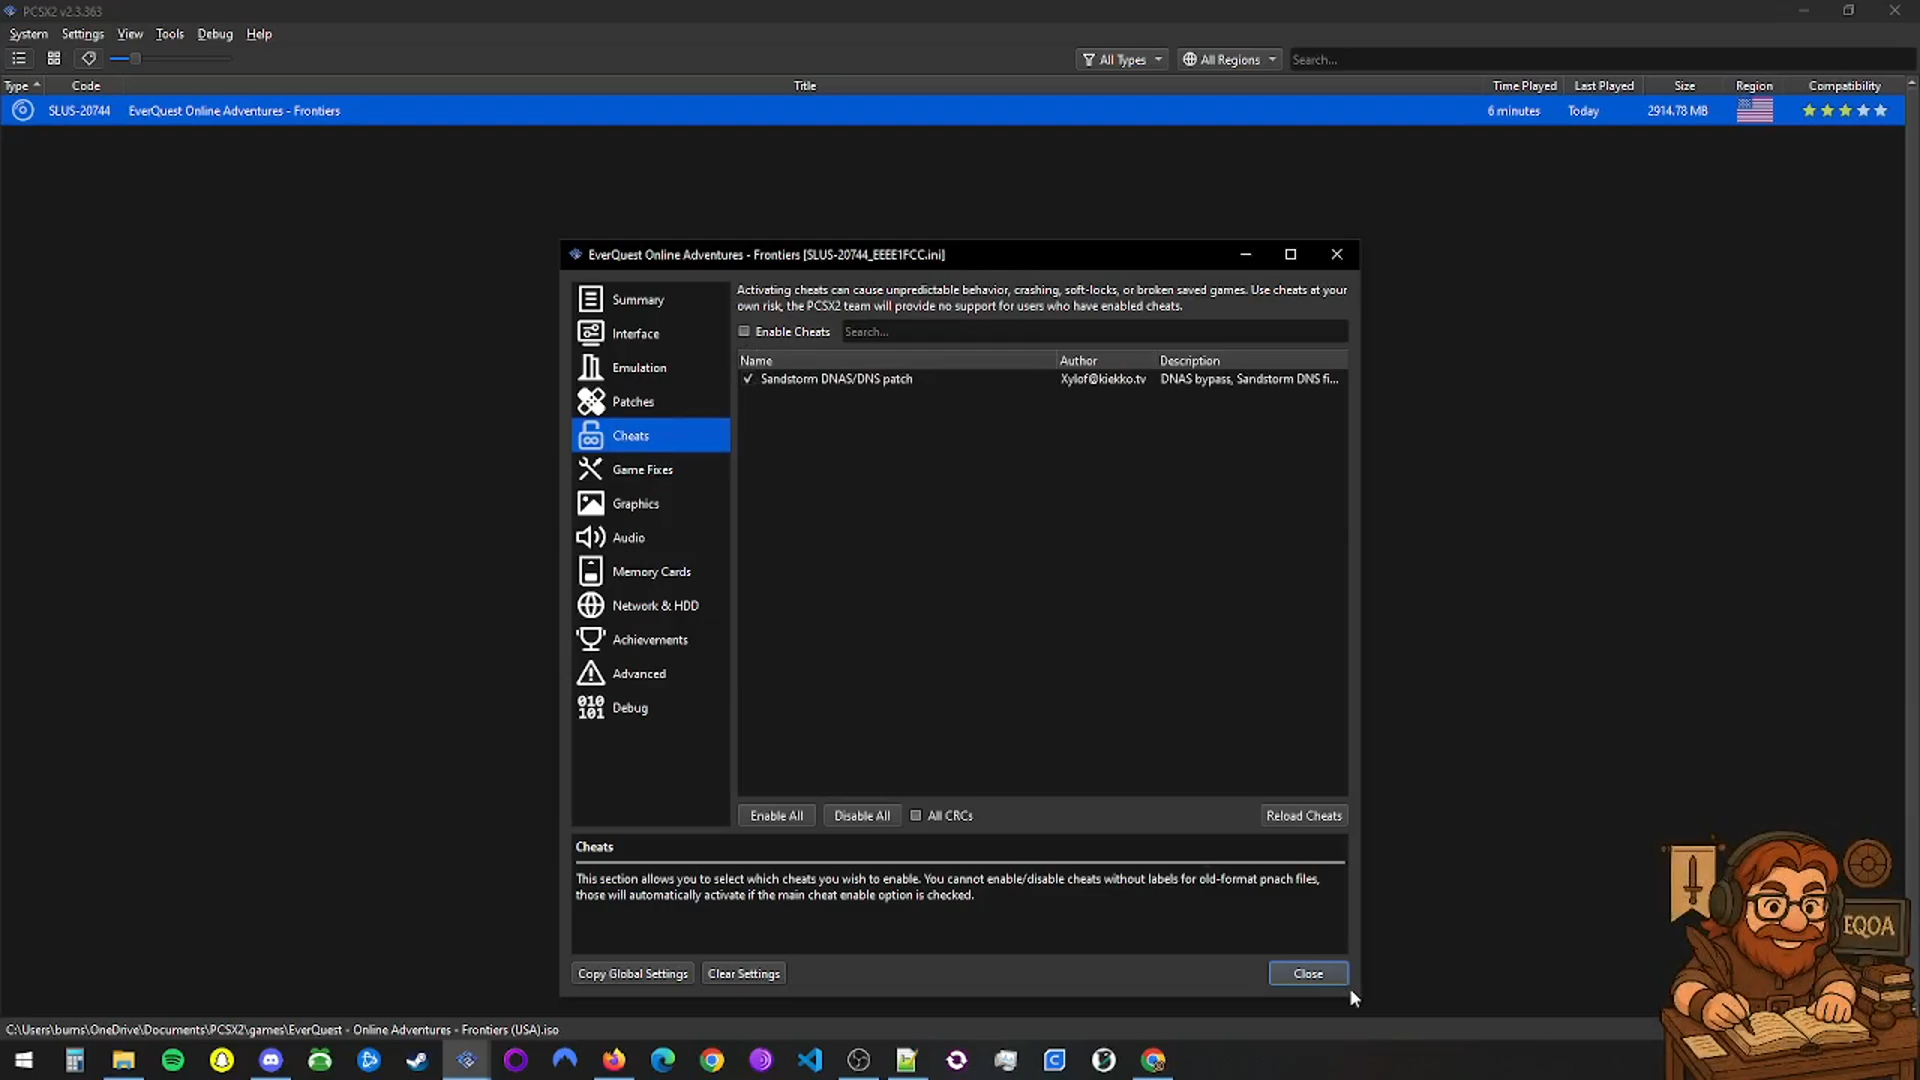 PCSX2 v2.3.363
System Settings View Tools Debug Help
All Types All Regions Search...
Type Code Title Time Played Last Played Size Region Compatibility
SLUS-20744 EverQuest Online Adventures - Frontiers 6 minutes Today 2914.78 MB
EverQuest Online Adventures - Frontiers [SLUS-20744_EEEE1FCC.ini]
Summary
Interface
Emulation
Patches
Cheats
Game Fixes
Graphics
Audio
Memory Cards
Network & HDD
Achievements
Advanced
010
101 Debug
Activating cheats can cause unpredictable behavior, crashing, soft-locks, or broken saved games. Use cheats at your
own risk, the PCSX2 team will provide no support for users who have enabled cheats.
Enable Cheats Search...
Name Author Description
Sandstorm DNAS/DNS patch Xylof@kiekko.tv DNAS bypass, Sandstorm DNS fi...
Enable All Disable All All CRCs Reload Cheats
Cheats
This section allows you to select which cheats you wish to enable. You cannot enable/disable cheats without labels for old-format pnach files,
those will automatically activate if the main cheat enable option is checked.
Copy Global Settings Clear Settings Close
EQOA
C:\Users\burns\OneDrive\Documents\PCSX2\games\EverQuest - Online Adventures - Frontiers (USA).iso